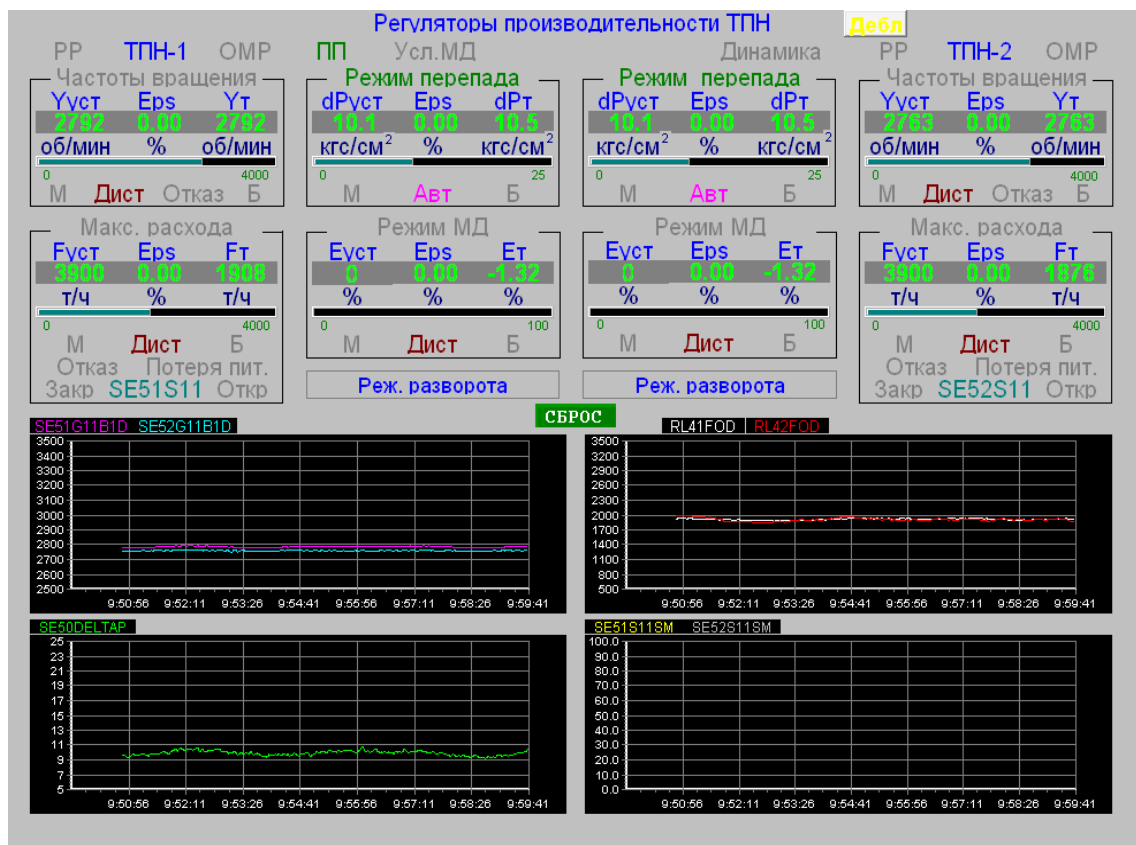 Регуляторы производительности ТПН Дебл
РР ТПН-1 ОМР ПП Усл.МД Динамика РР ТПН-2 ОМР
Частоты вращения Режим перепада Режим перепада Частоты вращения
Yуст Eps Yт dPуст Eps dPт dPуст Eps dPт Yуст Eps Yт
2792 0.00 2792 10.1 0.00 10.5 10.1 0.00 10.5 2763 0.00 2763
об/мин % об/мин кгс/см² % кгс/см² кгс/см² % кгс/см² об/мин % об/мин
0 4000 0 25 0 25 0 4000
М Дист Отказ Б М Авт Б М Авт Б М Дист Отказ Б
Макс. расхода Режим МД Режим МД Макс. расхода
Fуст Eps Fт Eуст Eps Eт Eуст Eps Eт Fуст Eps Fт
3900 0.00 1908 0 0.00 -1.32 0 0.00 -1.32 3900 0.00 1876
т/ч % т/ч % % % % % % т/ч % т/ч
0 4000 0 100 0 100 0 4000
М Дист Б М Дист Б М Дист Б М Дист Б
Отказ Потеря пит. Отказ Потеря пит.
Закр SE51S11 Откр Реж. разворота Реж. разворота Закр SE52S11 Откр
СБРОС
SE51G11B1D SE52G11B1D RL41FOD RL42FOD
3500 3500
3400 3200
3300 2900
3200 2600
3100 2300
3000 2000
2900 1700
2800 1400
2700 1100
2600 800
2500 500
9:50:56 9:52:11 9:53:26 9:54:41 9:55:56 9:57:11 9:58:26 9:59:41 9:50:56 9:52:11 9:53:26 9:54:41 9:55:56 9:57:11 9:58:26 9:59:41
SE50DELTAP SE51S11SM SE52S11SM
25 100.0
23 90.0
21 80.0
19 70.0
17 60.0
15 50.0
13 40.0
11 30.0
9 20.0
7 10.0
5 0.0
9:50:56 9:52:11 9:53:26 9:54:41 9:55:56 9:57:11 9:58:26 9:59:41 9:50:56 9:52:11 9:53:26 9:54:41 9:55:56 9:57:11 9:58:26 9:59:41